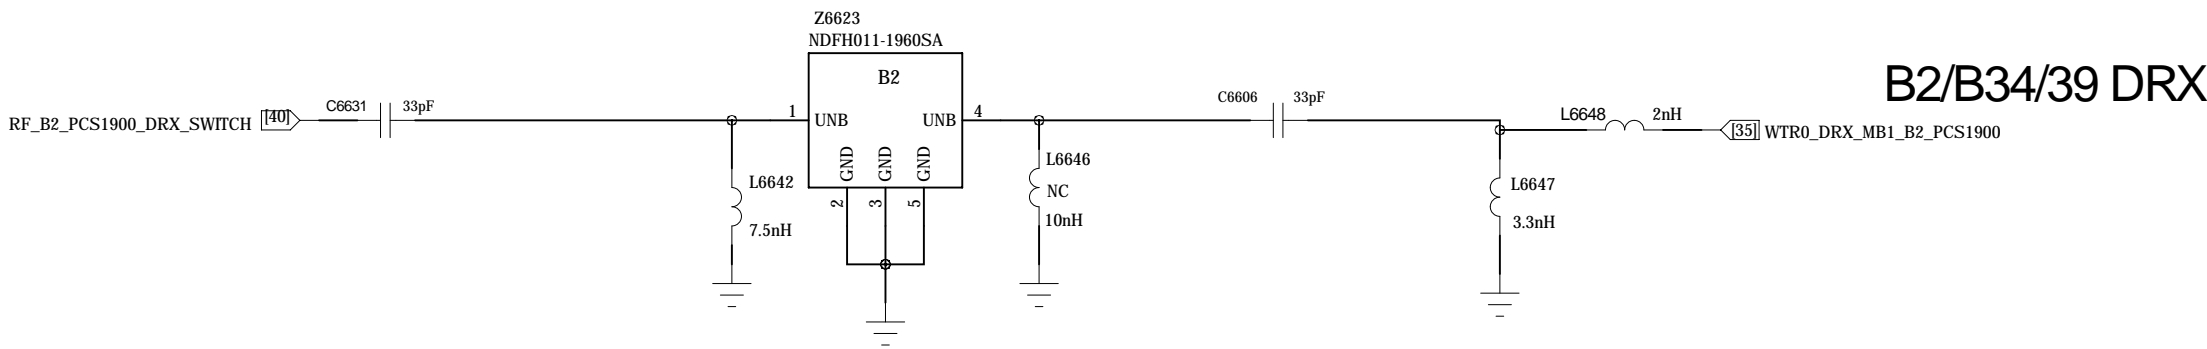 Z6623
NDFH011-1960SA
B2
B2/B34/39 DRX
RF_B2_PCS1900_DRX_SWITCH
[40]
C6631
33pF
1
UNB
UNB
4
C6606
33pF
L6648
2nH
[35]
WTR0_DRX_MB1_B2_PCS1900
GND
GND
GND
2
3
5
L6642
7.5nH
L6646
NC
10nH
L6647
3.3nH